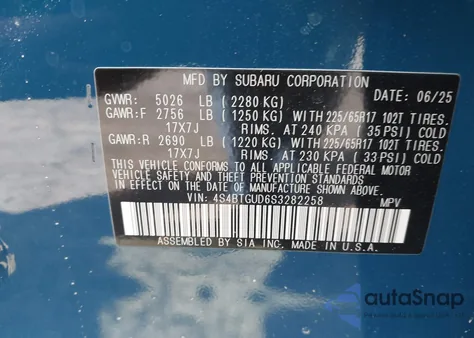 MFD. BY SUBARU CORPORATION DATE: 06/25
GVWR: 5026 LB (2280 KG)
GAWR:F 2756 LB (1250 KG) WITH 225/65R17 102T TIRES.
17X7J RIMS. AT 240 KPA (35 PSI) COLD
GAWR:R 2690 LB (1220 KG) WITH 225/65R17 102T TIRES.
17X7J RIMS. AT 230 KPA (33 PSI) COLD
THIS VEHICLE CONFORMS TO ALL APPLICABLE FEDERAL MOTOR
VEHICLE SAFETY AND THEFT PREVENTION STANDARDS IN
EFFECT ON THE DATE OF MANUFACTURE SHOWN ABOVE.
VIN: 4S4BTGUD6S3282258 MPV
ASSEMBLED BY SIA, INC. MADE IN U.S.A.
autoSnap